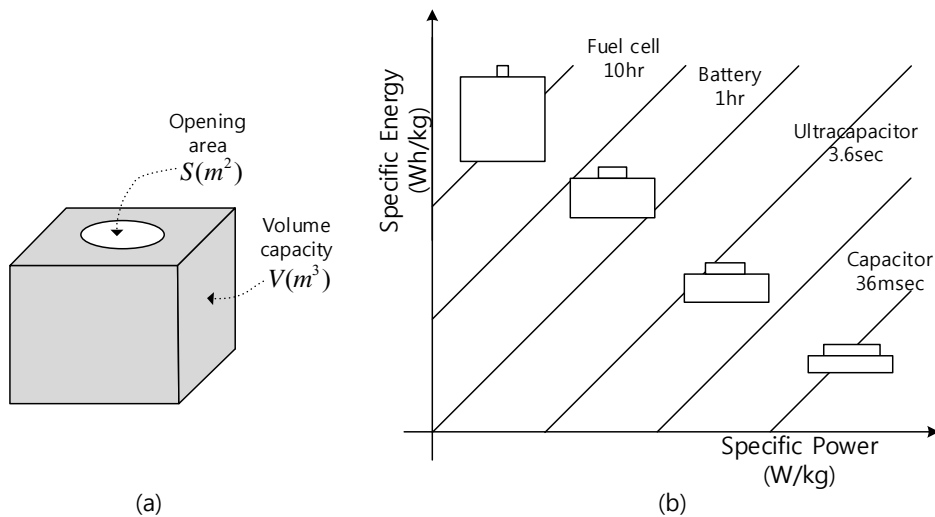 Opening
area
S(m²)
Volume
capacity
V(m³)
(a)
Specific Energy
(Wh/kg)
Fuel cell
10hr
Battery
1hr
Ultracapacitor
3.6sec
Capacitor
36msec
Specific Power
(W/kg)
(b)